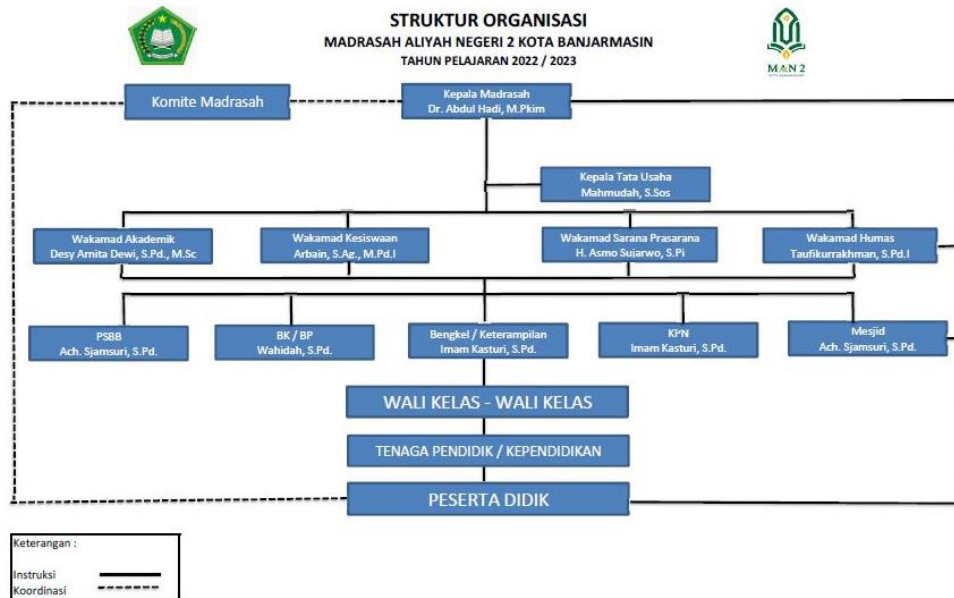 STRUKTUR ORGANISASI
MADRASAH ALIYAH NEGERI 2 KOTA BANJARMASIN
TAHUN PELAJARAN 2022 / 2023
MAN 2
Komite Madrasah
Kepala Madrasah
Dr. Abdul Hadi, M.Pkim
Kepala Tata Usaha
Mahmudah, S.Sos
Wakamad Akademik
Desy Arnita Dewi, S.Pd., M.Sc
Wakamad Kesiswaan
Arbain, S.Ag., M.Pd.I
Wakamad Sarana Prasarana
H. Asmo Sujarwo, S.Pi
Wakamad Humas
Taufikurrakhman, S.Pd.I
PSBB
Ach. Sjamsuri, S.Pd.
BK / BP
Wahidah, S.Pd.
Bengkel / Keterampilan
Imam Kasturi, S.Pd.
KPN
Imam Kasturi, S.Pd.
Mesjid
Ach. Sjamsuri, S.Pd.
WALI KELAS - WALI KELAS
TENAGA PENDIDIK / KEPENDIDIKAN
PESERTA DIDIK
Keterangan :
Instruksi
Koordinasi